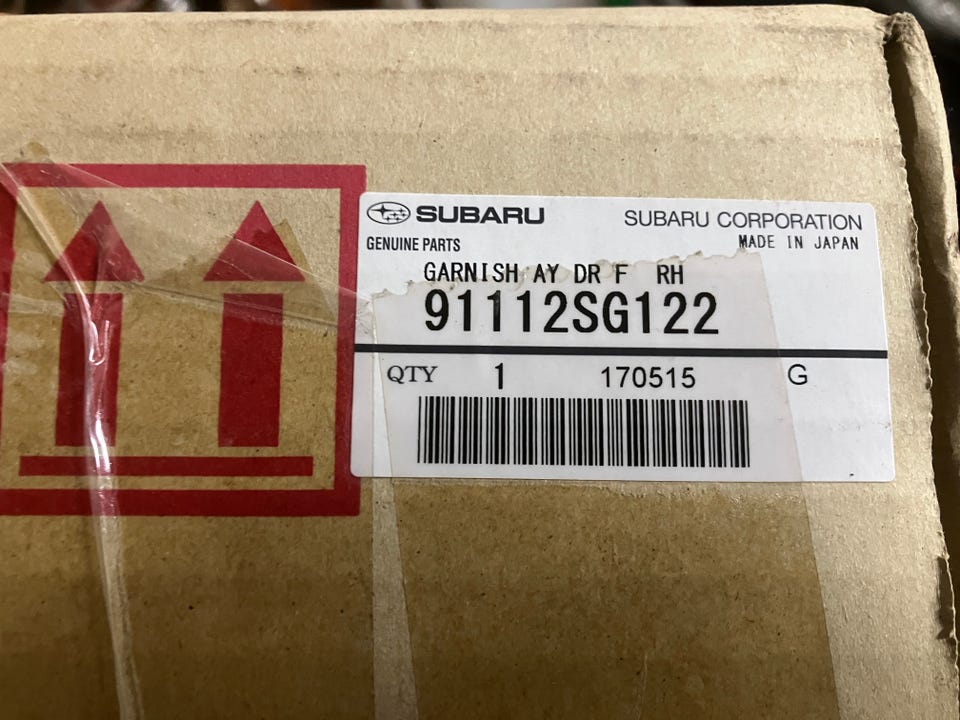 SUBARU SUBARU CORPORATION
GENUINE PARTS MADE IN JAPAN
GARNISH AY DR F RH
91112SG122
QTY 1 170515 G